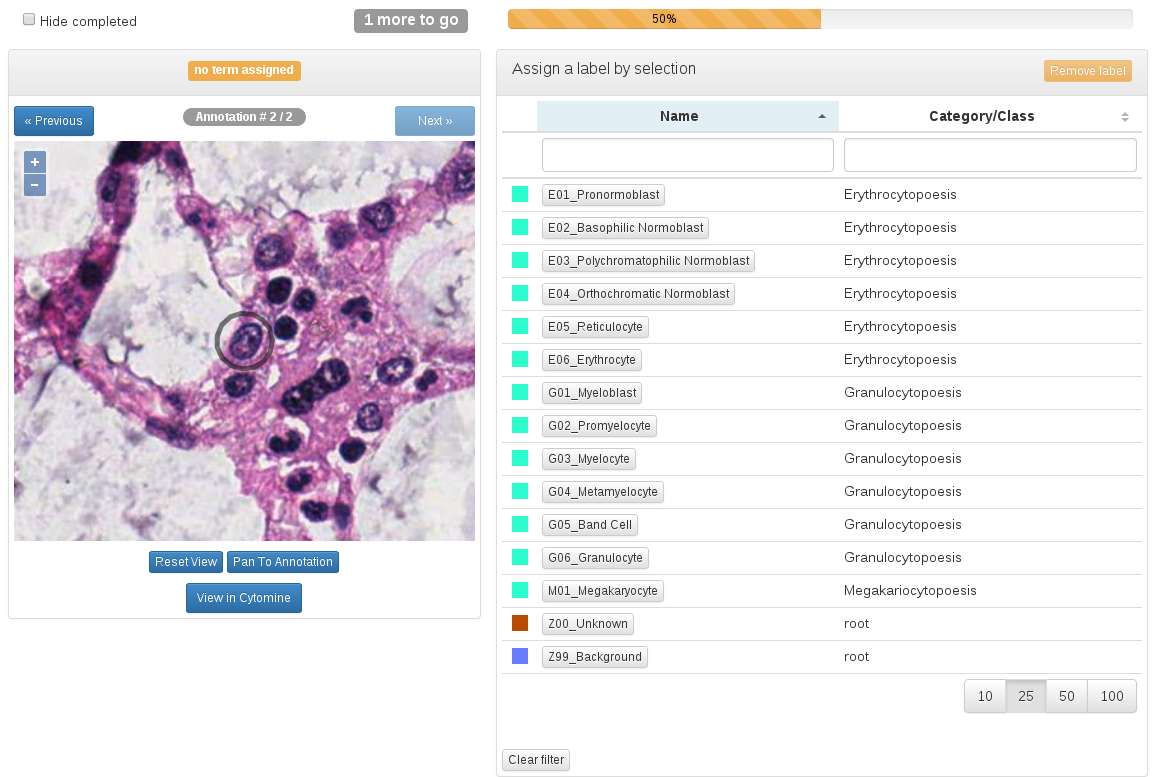 Hide completed
1 more to go
50%
no term assigned
Assign a label by selection
Remove label
« Previous
Annotation # 2 / 2
Next »
+
−
Name
Category/Class
E01_Pronormoblast Erythrocytopoesis
E02_Basophilic Normoblast Erythrocytopoesis
E03_Polychromatophilic Normoblast Erythrocytopoesis
E04_Orthochromatic Normoblast Erythrocytopoesis
E05_Reticulocyte Erythrocytopoesis
E06_Erythrocyte Erythrocytopoesis
G01_Myeloblast Granulocytopoesis
G02_Promyelocyte Granulocytopoesis
G03_Myelocyte Granulocytopoesis
G04_Metamyelocyte Granulocytopoesis
G05_Band Cell Granulocytopoesis
G06_Granulocyte Granulocytopoesis
M01_Megakaryocyte Megakariocytopoesis
Z00_Unknown root
Z99_Background root
Reset View
Pan To Annotation
View in Cytomine
10 25 50 100
Clear filter